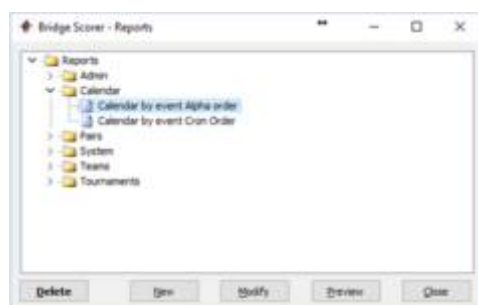 Bridge Scorer - Reports
Reports
Admin
Calendar
Calendar by event Alpha order
Calendar by event Cron Order
Pairs
System
Teams
Tournaments
Delete New Modify Preview Close